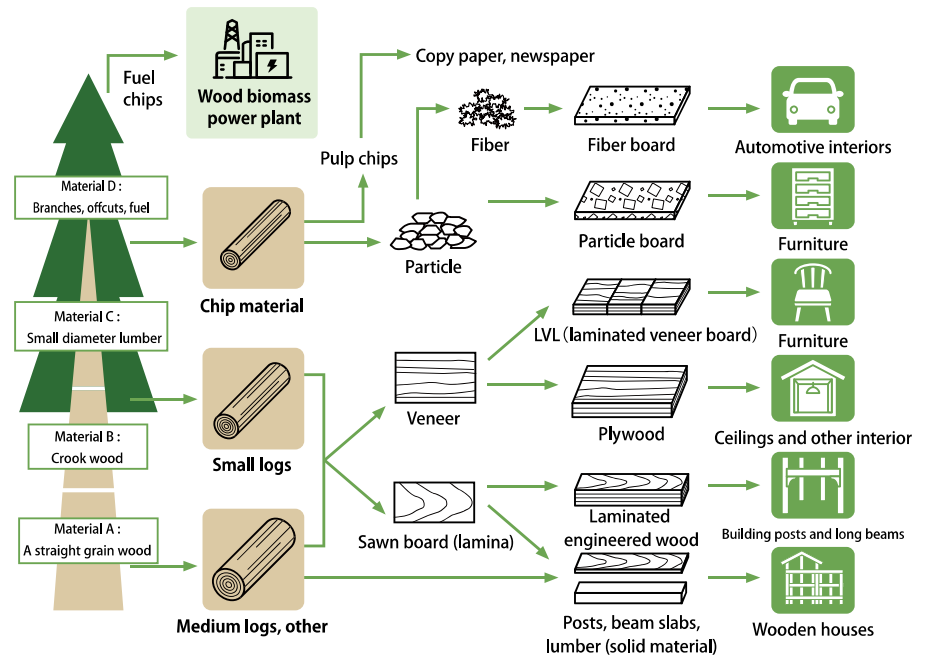 Fuel
chips
Wood biomass
power plant
Copy paper, newspaper
Pulp chips
Fiber
Fiber board
Automotive interiors
Material D :
Branches, offcuts, fuel
Chip material
Particle
Particle board
Furniture
Material C :
Small diameter lumber
LVL (laminated veneer board)
Furniture
Material B :
Crook wood
Small logs
Veneer
Plywood
Ceilings and other interior
Material A :
A straight grain wood
Medium logs, other
Sawn board (lamina)
Laminated
engineered wood
Building posts and long beams
Posts, beam slabs,
lumber (solid material)
Wooden houses